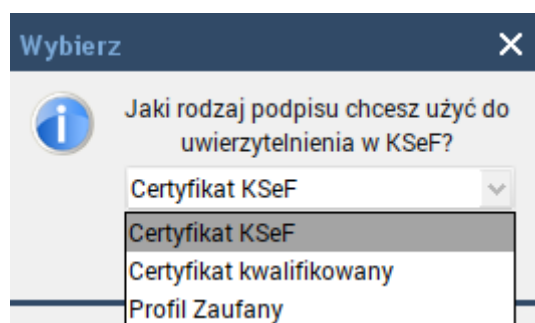 Wybierz
Jaki rodzaj podpisu chcesz użyć do
uwierzytelnienia w KSeF?
Certyfikat KSeF
Certyfikat KSeF
Certyfikat kwalifikowany
Profil Zaufany